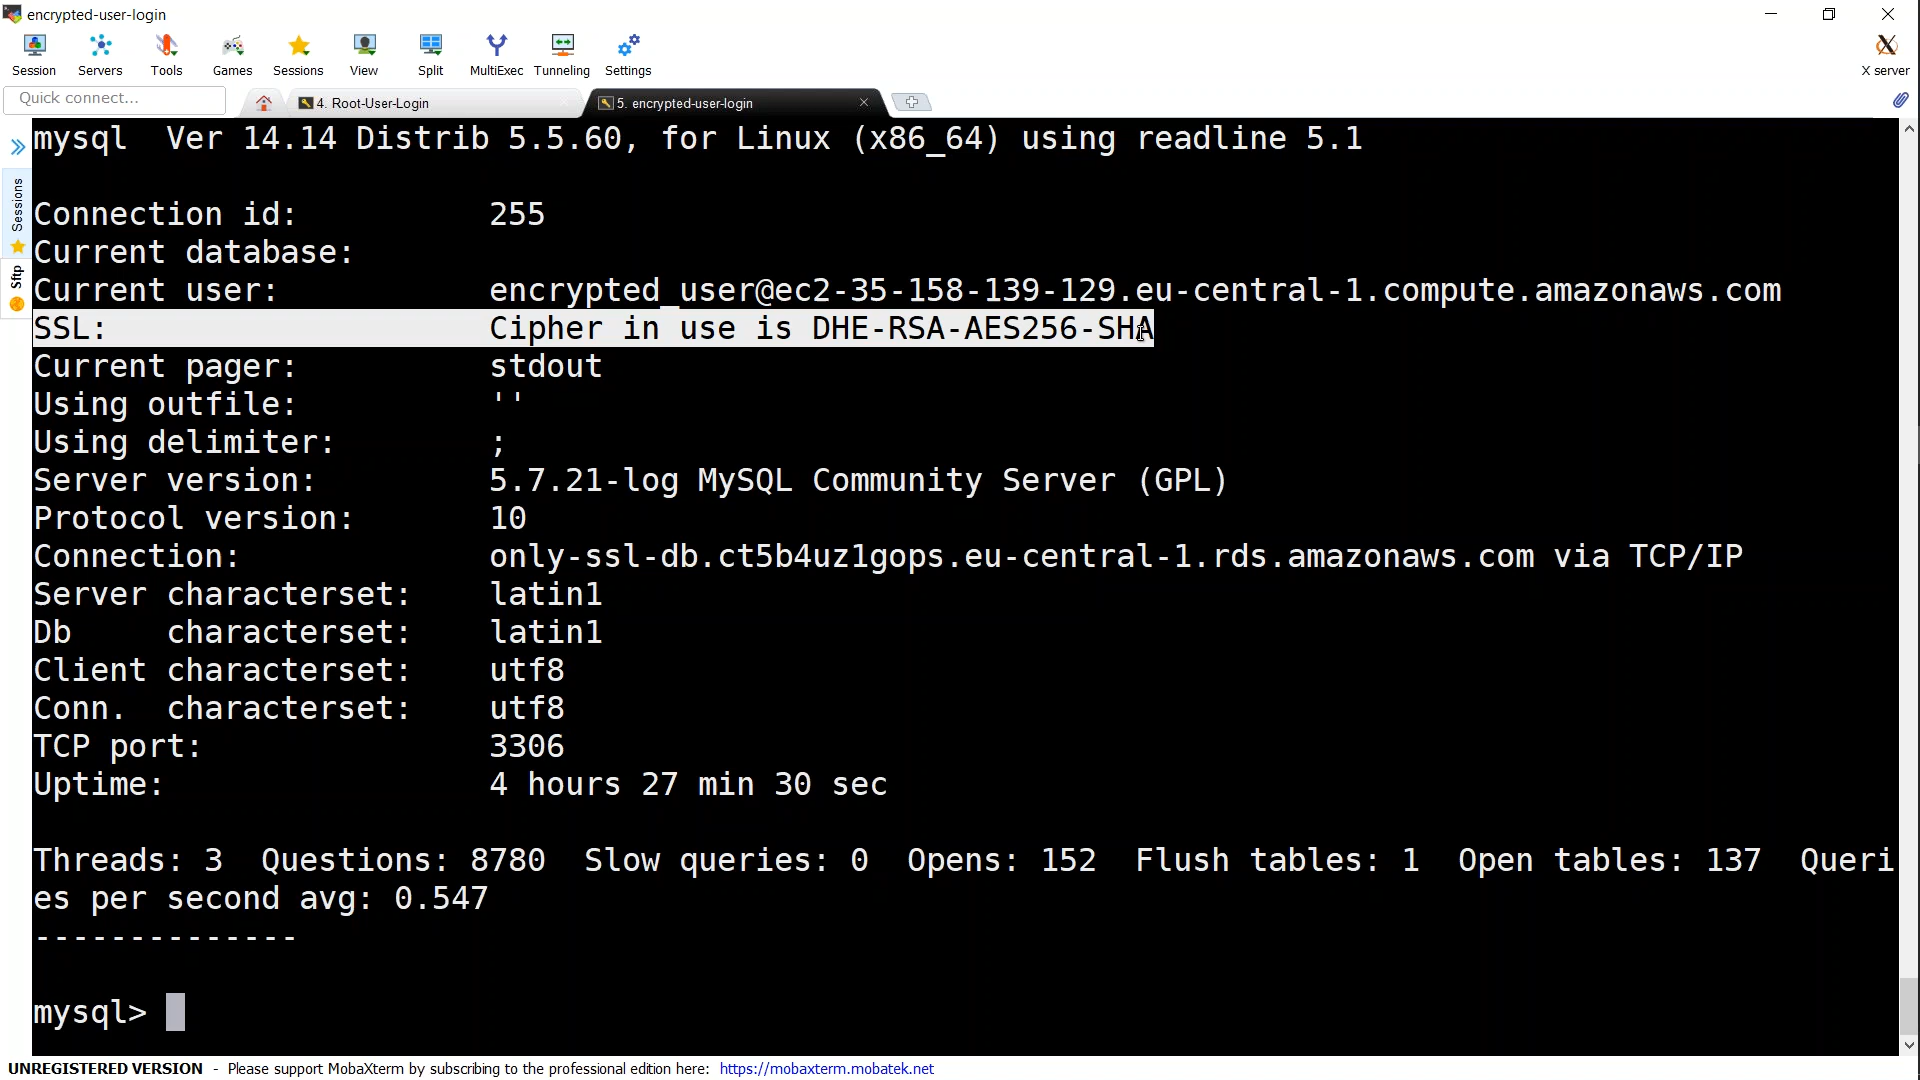 encrypted-user-login
Session Servers Tools Games Sessions View Split MultiExec Tunneling Settings X server
Quick connect...
4. Root-User-Login
5. encrypted-user-login
Sessions
Sftp
mysql  Ver 14.14 Distrib 5.5.60, for Linux (x86_64) using readline 5.1
Connection id: 255
Current database:
Current user: encrypted_user@ec2-35-158-139-129.eu-central-1.compute.amazonaws.com
SSL: Cipher in use is DHE-RSA-AES256-SHA
Current pager: stdout
Using outfile: ''
Using delimiter: ;
Server version: 5.7.21-log MySQL Community Server (GPL)
Protocol version: 10
Connection: only-ssl-db.ct5b4uz1gops.eu-central-1.rds.amazonaws.com via TCP/IP
Server characterset: latin1
Db     characterset: latin1
Client characterset: utf8
Conn.  characterset: utf8
TCP port: 3306
Uptime: 4 hours 27 min 30 sec
Threads: 3  Questions: 8780  Slow queries: 0  Opens: 152  Flush tables: 1  Open tables: 137  Queri
es per second avg: 0.547
--------------
mysql>
UNREGISTERED VERSION - Please support MobaXterm by subscribing to the professional edition here: https://mobaxterm.mobatek.net